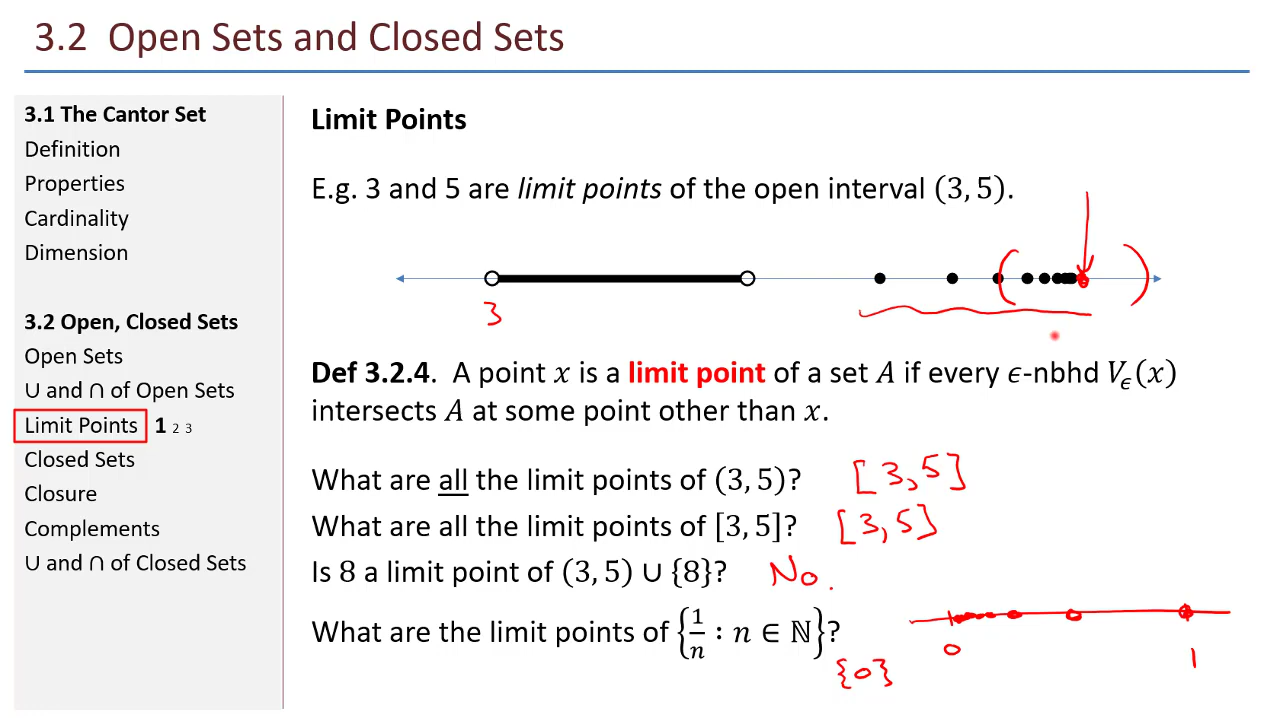 3.2 Open Sets and Closed Sets
3.1 The Cantor Set
Definition
Properties
Cardinality
Dimension
3.2 Open, Closed Sets
Open Sets
∪ and ∩ of Open Sets
Limit Points 1 2 3
Closed Sets
Closure
Complements
∪ and ∩ of Closed Sets
Limit Points
E.g. 3 and 5 are limit points of the open interval (3, 5).
( )
3
Def 3.2.4. A point 𝑥 is a limit point of a set 𝐴 if every 𝜖-nbhd 𝑉𝜖(𝑥)
intersects 𝐴 at some point other than 𝑥.
What are all the limit points of (3, 5)? [3,5]
What are all the limit points of [3, 5]? [3,5]
Is 8 a limit point of (3, 5) ∪ {8}? No.
What are the limit points of {1/𝑛 : 𝑛 ∈ ℕ}? {0}
0 1